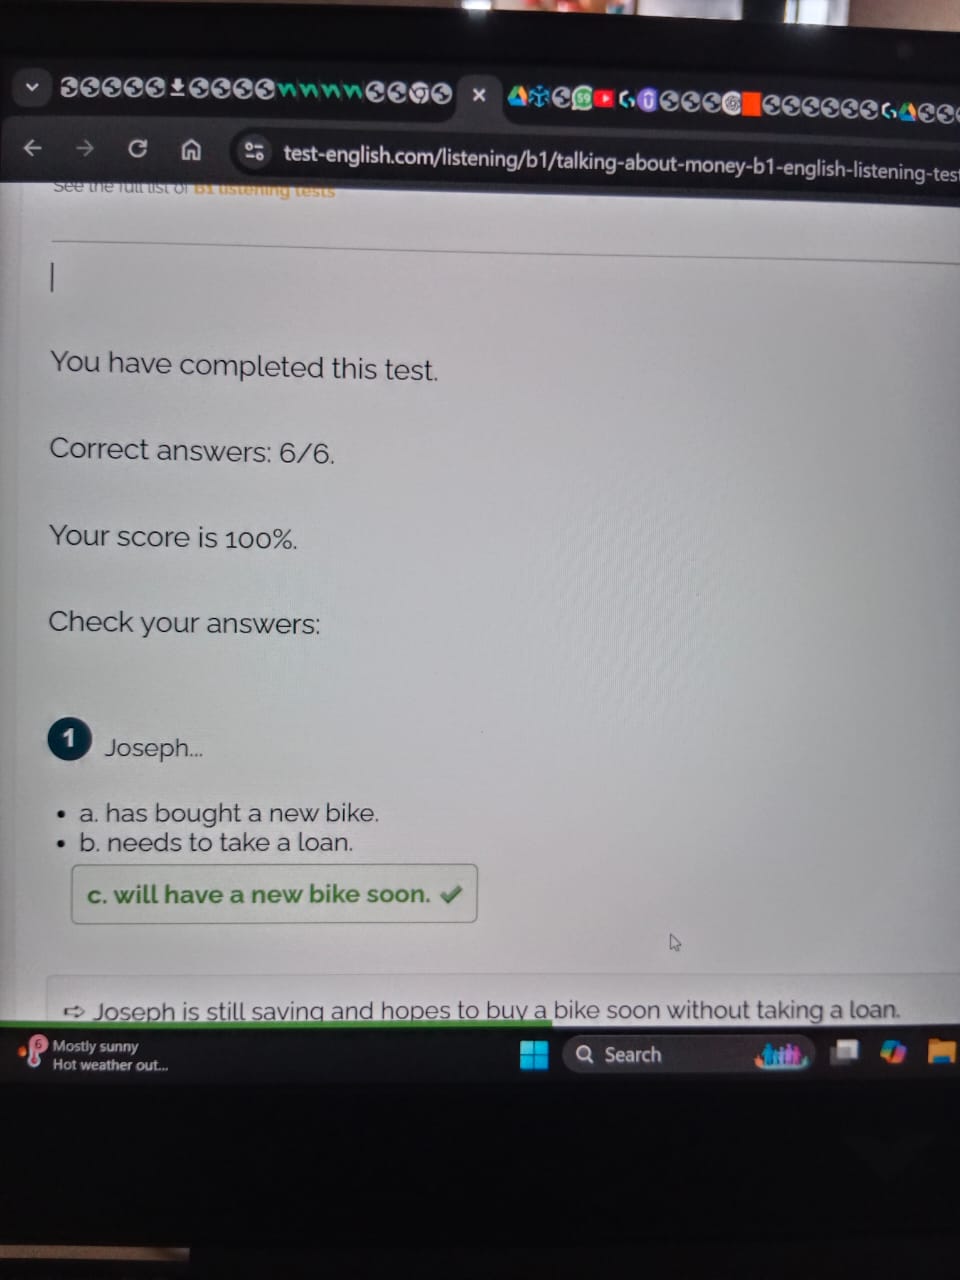 59
test-english.com/listening/b1/talking-about-money-b1-english-listening-test
See the full list of B1 listening tests
You have completed this test.
Correct answers: 6/6.
Your score is 100%.
Check your answers:
1 Joseph...
• a. has bought a new bike.
• b. needs to take a loan.
c. will have a new bike soon. ✔
⇨ Joseph is still saving and hopes to buy a bike soon without taking a loan.
6 Mostly sunny
Hot weather out...
Search